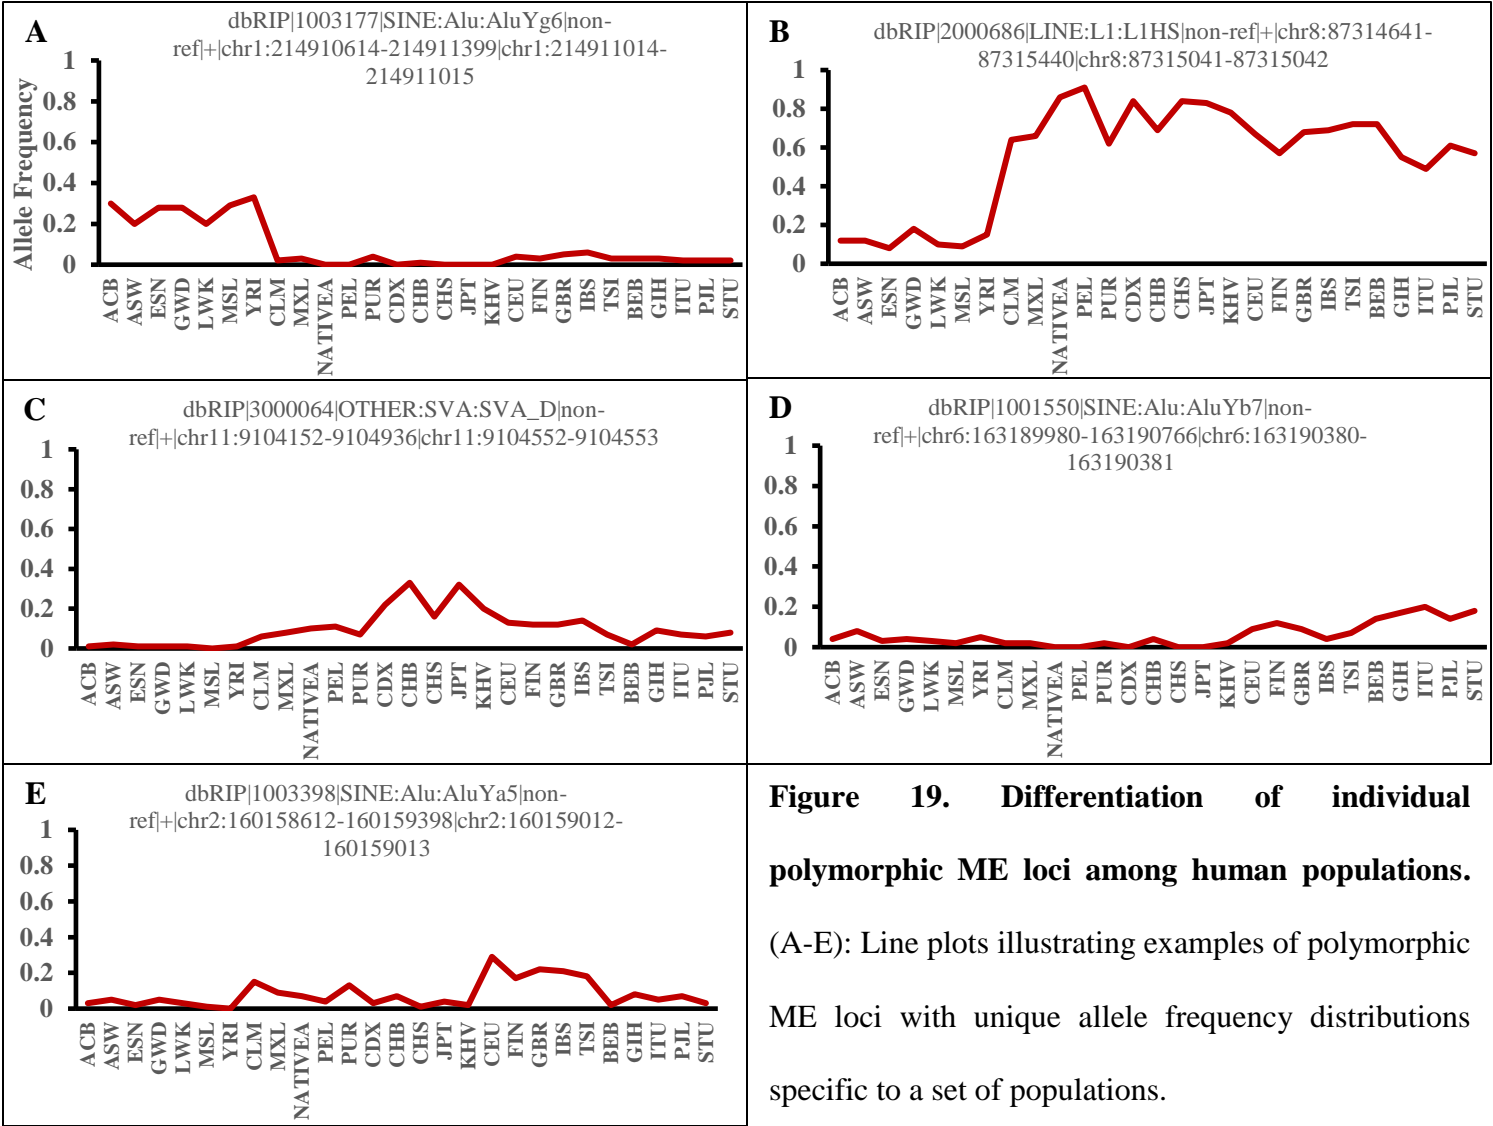 A
dbRIP|1003177|SINE:Alu:AluYg6|non-
ref|+|chr1:214910614-214911399|chr1:214911014-
214911015
Allele Frequency
1
0.8
0.6
0.4
0.2
0
ACB ASW ESN GWD LWK MSL YRI CLM MXL NATIVEA PEL PUR CDX CHB CHS JPT KHV CEU FIN GBR IBS TSI BEB GIH ITU PJL STU
B
dbRIP|2000686|LINE:L1:L1HS|non-ref|+|chr8:87314641-
87315440|chr8:87315041-87315042
1
0.8
0.6
0.4
0.2
0
ACB ASW ESN GWD LWK MSL YRI CLM MXL NATIVEA PEL PUR CDX CHB CHS JPT KHV CEU FIN GBR IBS TSI BEB GIH ITU PJL STU
C
dbRIP|3000064|OTHER:SVA:SVA_D|non-
ref|+|chr11:9104152-9104936|chr11:9104552-9104553
1
0.8
0.6
0.4
0.2
0
ACB ASW ESN GWD LWK MSL YRI CLM MXL NATIVEA PEL PUR CDX CHB CHS JPT KHV CEU FIN GBR IBS TSI BEB GIH ITU PJL STU
D
dbRIP|1001550|SINE:Alu:AluYb7|non-
ref|+|chr6:163189980-163190766|chr6:163190380-
163190381
1
0.8
0.6
0.4
0.2
0
ACB ASW ESN GWD LWK MSL YRI CLM MXL NATIVEA PEL PUR CDX CHB CHS JPT KHV CEU FIN GBR IBS TSI BEB GIH ITU PJL STU
E
dbRIP|1003398|SINE:Alu:AluYa5|non-
ref|+|chr2:160158612-160159398|chr2:160159012-
160159013
1
0.8
0.6
0.4
0.2
0
ACB ASW ESN GWD LWK MSL YRI CLM MXL NATIVEA PEL PUR CDX CHB CHS JPT KHV CEU FIN GBR IBS TSI BEB GIH ITU PJL STU
Figure 19. Differentiation of individual
polymorphic ME loci among human populations.
(A-E): Line plots illustrating examples of polymorphic
ME loci with unique allele frequency distributions
specific to a set of populations.